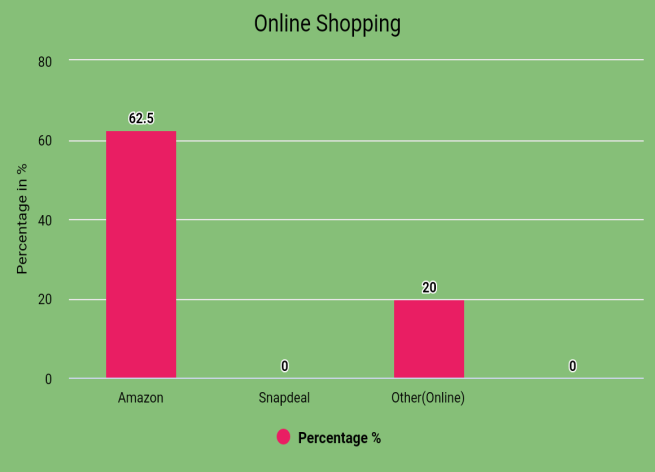 Online Shopping
Percentage in %
80
60
40
20
0
62.5
0
20
0
Amazon
Snapdeal
Other(Online)
Percentage %